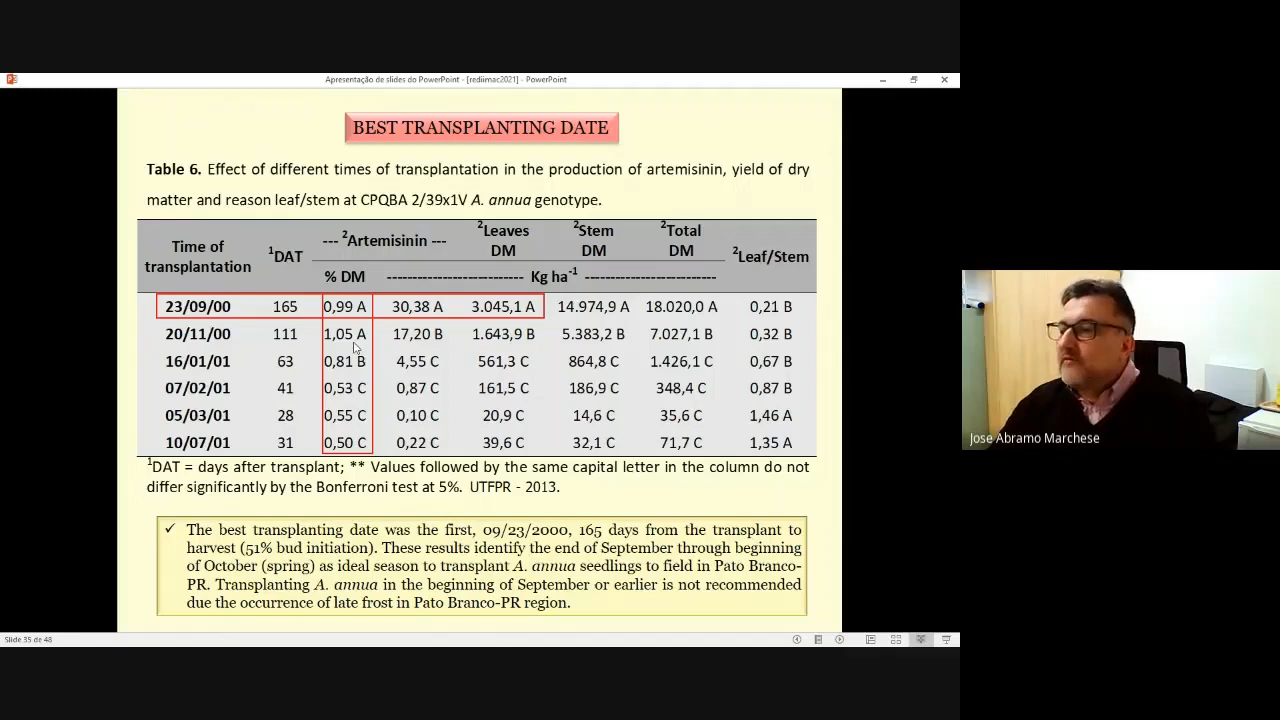 Apresentação de slides do PowerPoint - [rediimac2021] - PowerPoint
BEST TRANSPLANTING DATE
Table 6. Effect of different times of transplantation in the production of artemisinin, yield of dry
matter and reason leaf/stem at CPQBA 2/39x1V A. annua genotype.
Time of transplantation ¹DAT --- ²Artemisinin --- ²Leaves DM ²Stem DM ²Total DM ²Leaf/Stem
% DM -------------------------- Kg ha⁻¹ -------------------------
23/09/00 165 0,99 A 30,38 A 3.045,1 A 14.974,9 A 18.020,0 A 0,21 B
20/11/00 111 1,05 A 17,20 B 1.643,9 B 5.383,2 B 7.027,1 B 0,32 B
16/01/01 63 0,81 B 4,55 C 561,3 C 864,8 C 1.426,1 C 0,67 B
07/02/01 41 0,53 C 0,87 C 161,5 C 186,9 C 348,4 C 0,87 B
05/03/01 28 0,55 C 0,10 C 20,9 C 14,6 C 35,6 C 1,46 A
10/07/01 31 0,50 C 0,22 C 39,6 C 32,1 C 71,7 C 1,35 A
¹DAT = days after transplant; ** Values followed by the same capital letter in the column do not
differ significantly by the Bonferroni test at 5%. UTFPR - 2013.
✓ The best transplanting date was the first, 09/23/2000, 165 days from the transplant to
harvest (51% bud initiation). These results identify the end of September through beginning
of October (spring) as ideal season to transplant A. annua seedlings to field in Pato Branco-
PR. Transplanting A. annua in the beginning of September or earlier is not recommended
due the occurrence of late frost in Pato Branco-PR region.
Slide 35 de 48
Jose Abramo Marchese